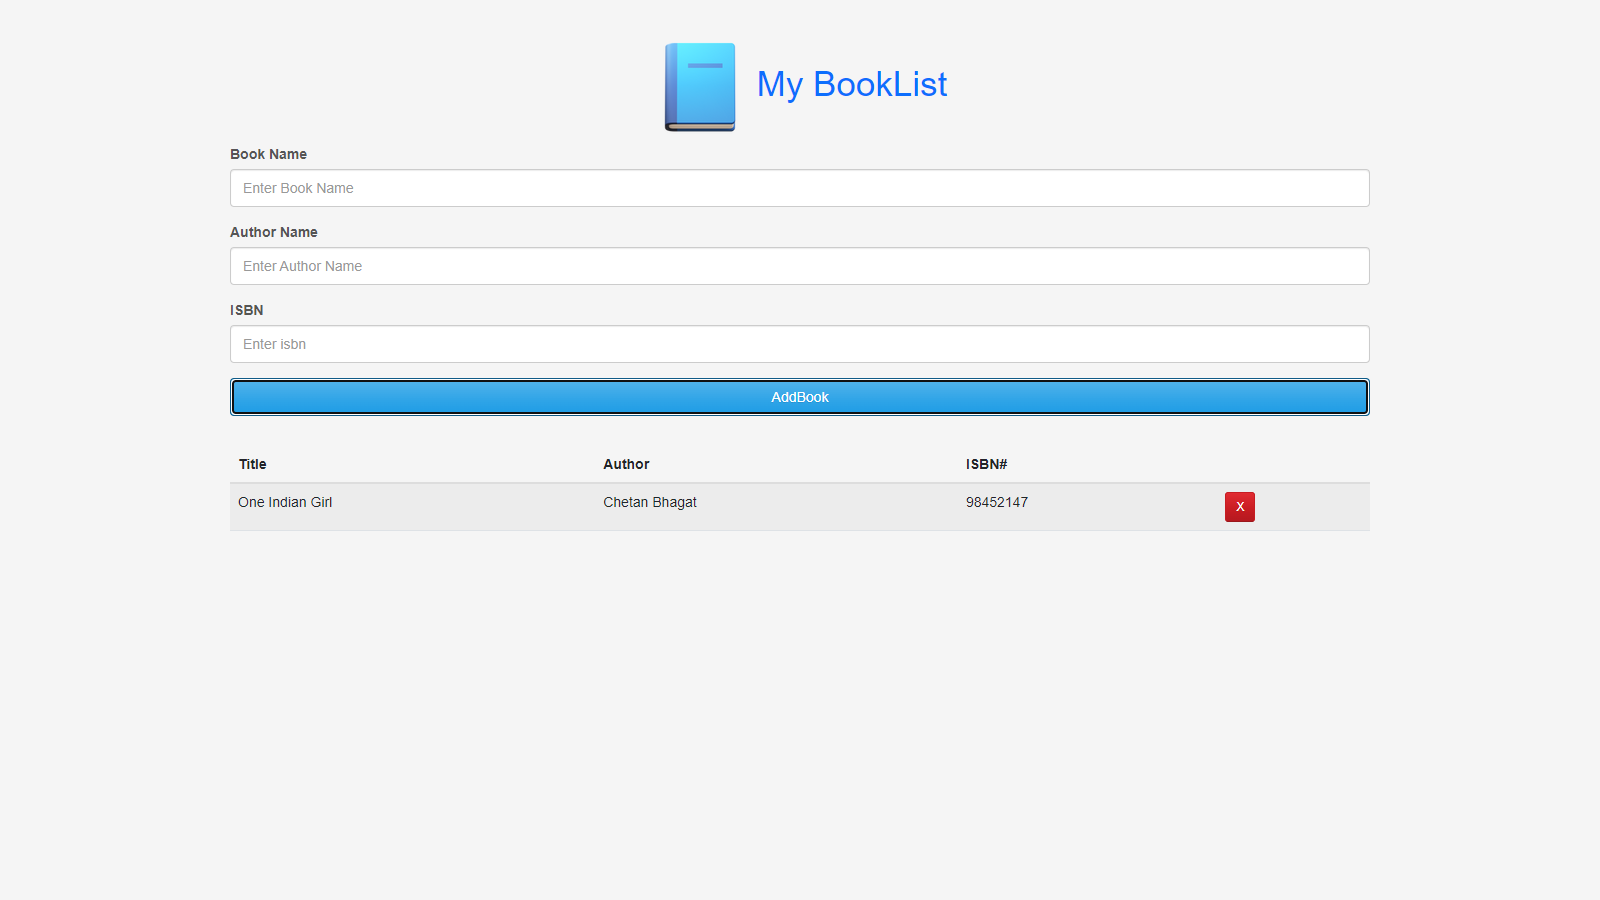 My BookList
Book Name
Enter Book Name
Author Name
Enter Author Name
ISBN
Enter isbn
AddBook
Title Author ISBN#
One Indian Girl Chetan Bhagat 98452147 X